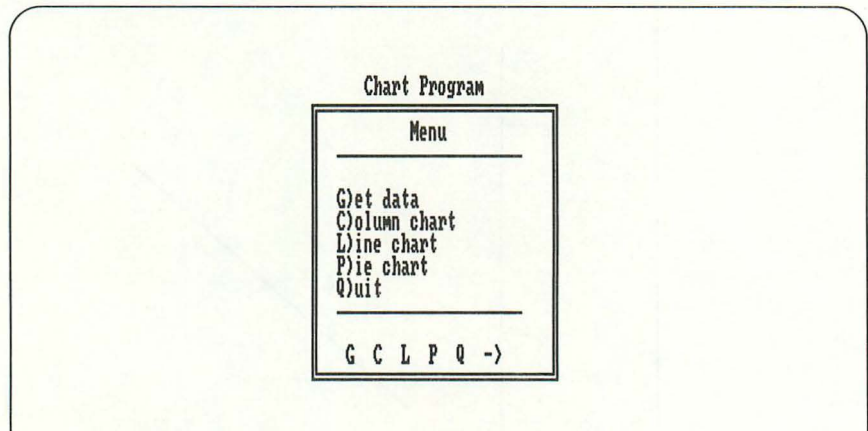 Chart Program
Menu
G)et data
C)olumn chart
L)ine chart
P)ie chart
Q)uit
G C L P Q ->